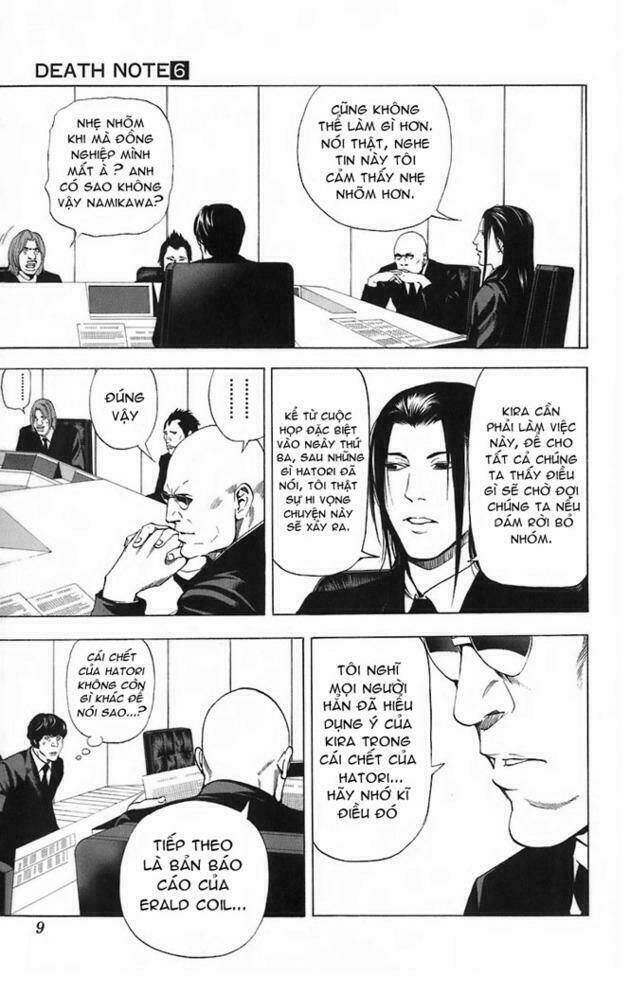 DEATH NOTE 6
CŨNG KHÔNG
THỂ LÀM GÌ HƠN.
NÓI THẬT, NGHE
TIN NÀY TÔI
CẢM THẤY NHẸ
NHÕM HƠN.
NHẸ NHÕM
KHI MÀ ĐỒNG
NGHIỆP MÌNH
MẤT À ? ANH
CÓ SAO KHÔNG
VẬY NAMIKAWA?
KIRA CẦN
PHẢI LÀM VIỆC
NÀY, ĐỂ CHO
TẤT CẢ CHÚNG
TA THẤY ĐIỀU
GÌ SẼ CHỜ ĐỢI
CHÚNG TA NẾU
DÁM RỜI BỎ
NHÓM.
KỂ TỪ CUỘC
HỌP ĐẶC BIỆT
VÀO NGÀY THỨ
BA, SAU NHỮNG
GÌ HATORI ĐÃ
NÓI, TÔI THẬT
SỰ HI VỌNG
CHUYỆN NÀY
SẼ XẢY RA.
......
ĐÚNG
VẬY
......
TÔI NGHĨ
MỌI NGƯỜI
HẲN ĐÃ HIỂU
DỤNG Ý CỦA
KIRA TRONG
CÁI CHẾT CỦA
HATORI...
HÃY NHỚ KĨ
ĐIỀU ĐÓ
CÁI CHẾT
CỦA HATORI
KHÔNG CÒN
GÌ KHÁC ĐỂ
NÓI SAO...?
TIẾP THEO
LÀ BẢN BÁO
CÁO CỦA
ERALD COIL...
9